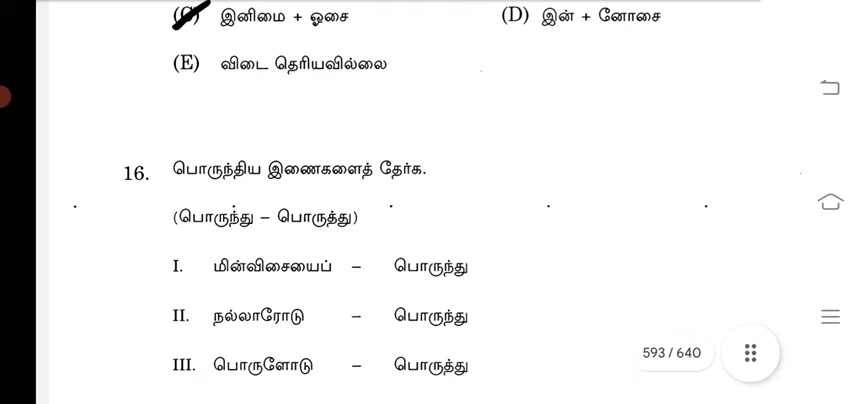 (C) இனிமை + ஓசை (D) இன் + னோசை
(E) விடை தெரியவில்லை
16. பொருந்திய இணைகளைத் தேர்க.
(பொருந்து – பொருத்து)
I. மின்விசையைப் – பொருந்து
II. நல்லாரோடு – பொருந்து
III. பொருளோடு – பொருத்து
593 / 640